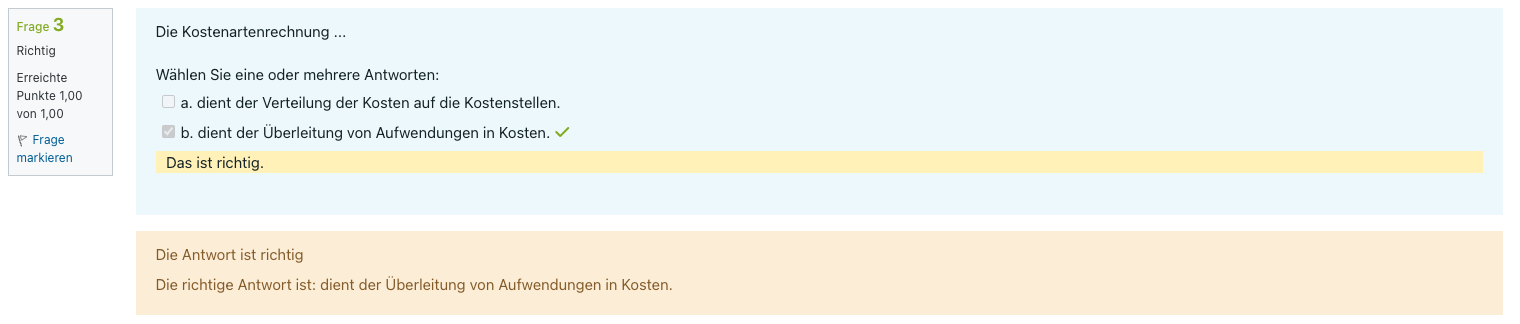 Frage 3
Richtig
Erreichte
Punkte 1,00
von 1,00
Frage
markieren
Die Kostenartenrechnung ...
Wählen Sie eine oder mehrere Antworten:
a. dient der Verteilung der Kosten auf die Kostenstellen.
b. dient der Überleitung von Aufwendungen in Kosten.
Das ist richtig.
Die Antwort ist richtig
Die richtige Antwort ist: dient der Überleitung von Aufwendungen in Kosten.